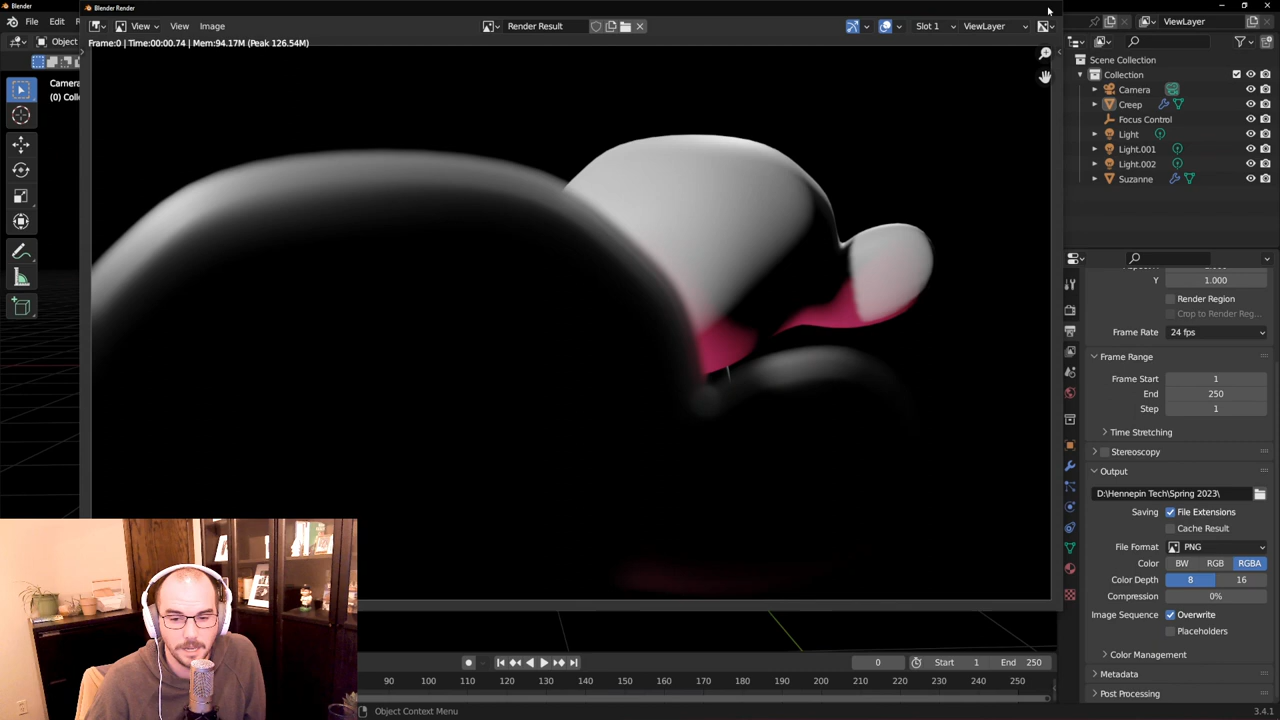 Blender
Blender Render
File Edit
ViewLayer
View View Image
Render Result
Slot 1
ViewLayer
Object
Frame:0 | Time:00:00.74 | Mem:94.17M (Peak 126.54M)
Camera
(0) Colle
Scene Collection
Collection
Camera
Creep
Focus Control
Light
Light.001
Light.002
Suzanne
Y 1.000
Render Region
Crop to Render Reg...
Frame Rate 24 fps
Frame Range
Frame Start 1
End 250
Step 1
Time Stretching
Stereoscopy
Output
D:\Hennepin Tech\Spring 2023\
Saving File Extensions
Cache Result
File Format PNG
Color BW RGB RGBA
Color Depth 8 16
Compression 0%
Image Sequence Overwrite
Placeholders
Color Management
Metadata
Post Processing
0 Start 1 End 250
90 100 110 120 130 140 150 160 170 180 190 200 210 220 230 240 250
Object Context Menu
3.4.1